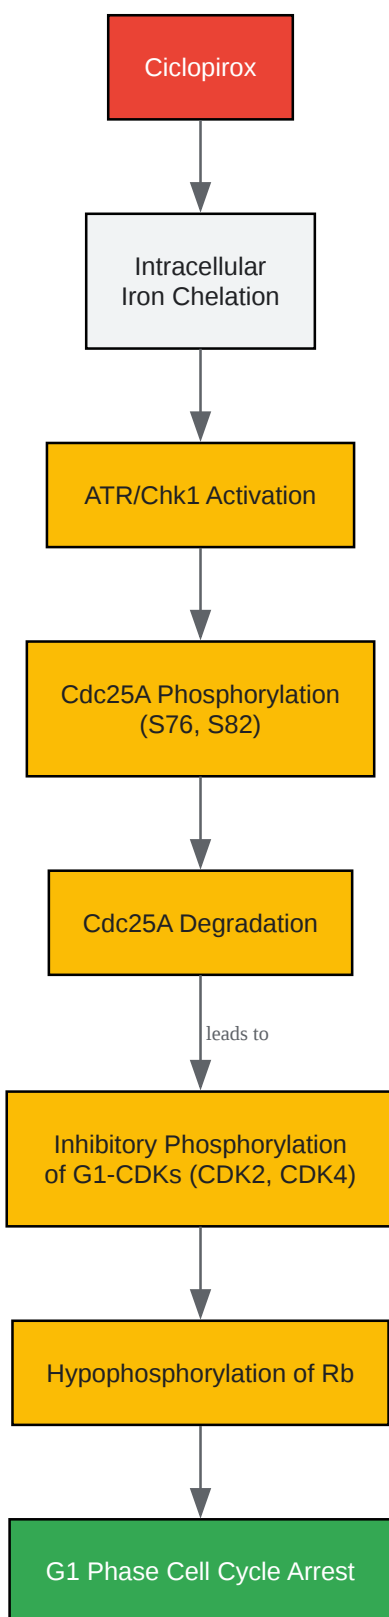 Ciclopirox
Intracellular
Iron Chelation
ATR/Chk1 Activation
Cdc25A Phosphorylation
(S76, S82)
Cdc25A Degradation
leads to
Inhibitory Phosphorylation
of G1-CDKs (CDK2, CDK4)
Hypophosphorylation of Rb
G1 Phase Cell Cycle Arrest